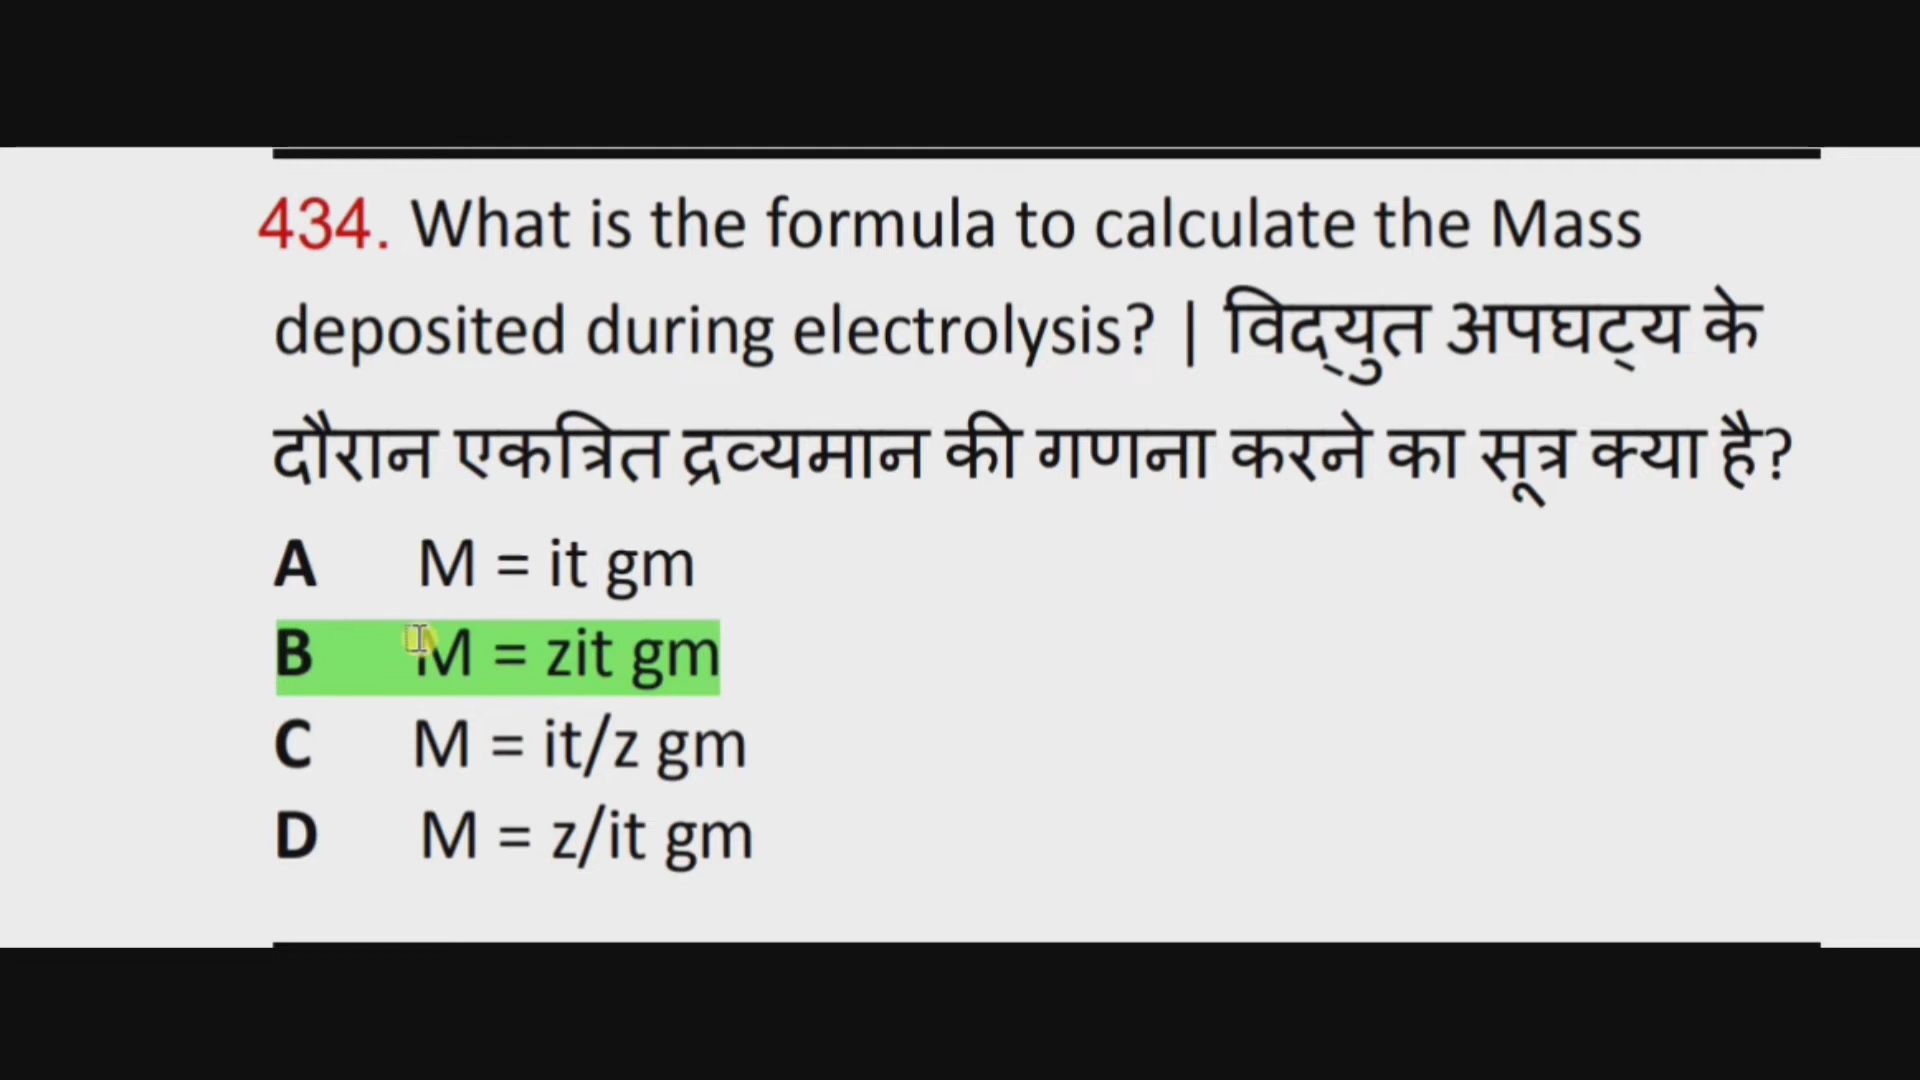 434. What is the formula to calculate the Mass
deposited during electrolysis? | विद्युत अपघट्य के
दौरान एकत्रित द्रव्यमान की गणना करने का सूत्र क्या है?
A M = it gm
B M = zit gm
C M = it/z gm
D M = z/it gm